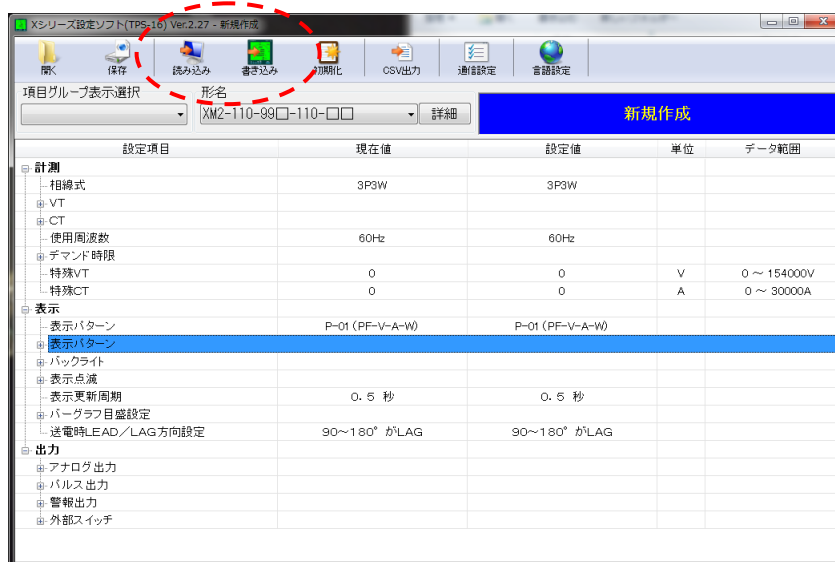 Xシリーズ設定ソフト(TPS-16) Ver.2.27 - 新規作成
開く 保存 読み込み 書き込み 初期化 CSV出力 通信設定 言語設定
項目グループ表示選択 形名
XM2-110-99□-110-□□ 詳細 新規作成
設定項目 現在値 設定値 単位 データ範囲
計測
相線式 3P3W 3P3W
VT
CT
使用周波数 60Hz 60Hz
デマンド時限
特殊VT 0 0 V 0 ～ 154000V
特殊CT 0 0 A 0 ～ 30000A
表示
表示パターン P-01 (PF-V-A-W) P-01 (PF-V-A-W)
表示パターン
バックライト
表示点滅
表示更新周期 0.5 秒 0.5 秒
バーグラフ目盛設定
送電時LEAD／LAG方向設定 90～180°がLAG 90～180°がLAG
出力
アナログ出力
パルス出力
警報出力
外部スイッチ